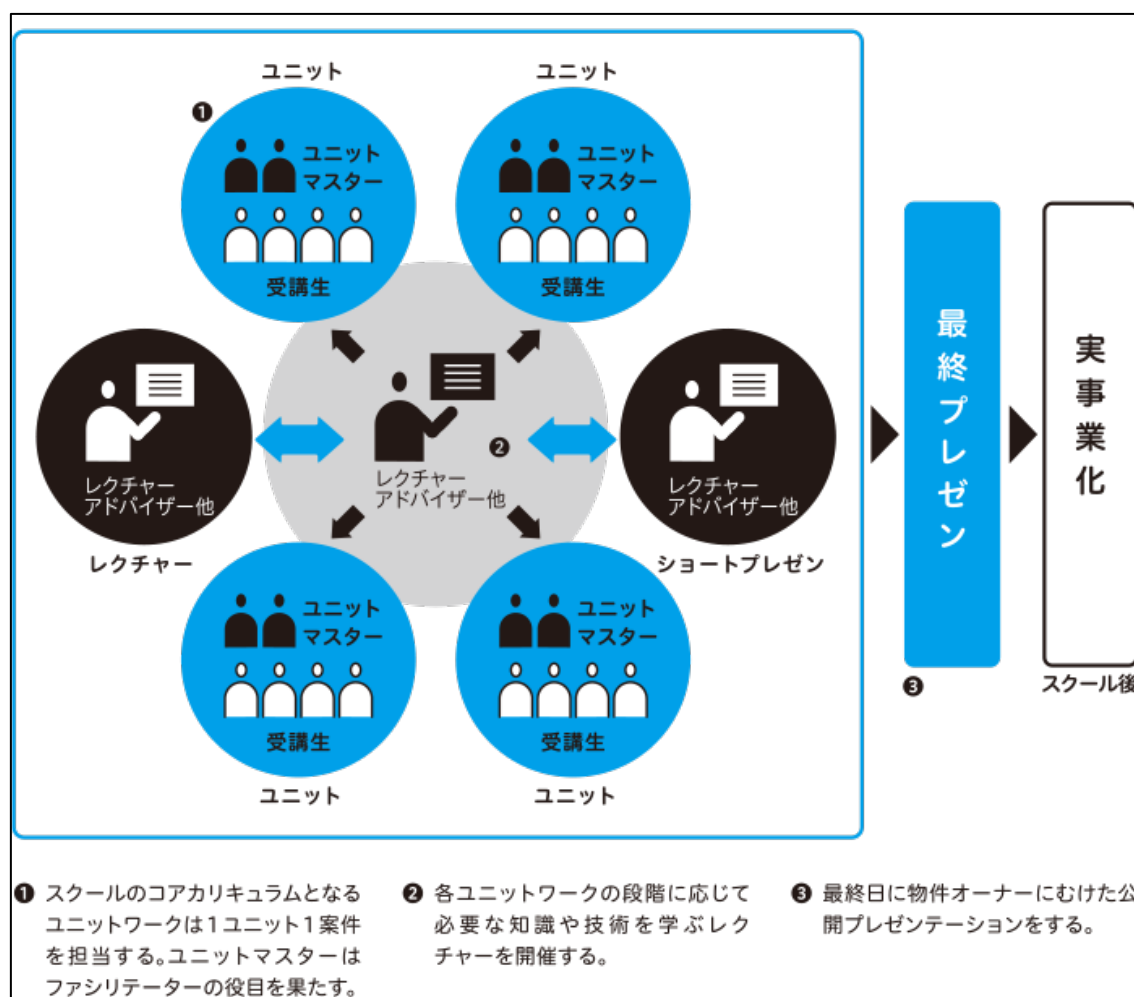 ユニット
ユニット
❶
ユニット
マスター
受講生
ユニット
マスター
受講生
レクチャー
アドバイザー他
レクチャー
❷
レクチャー
アドバイザー他
レクチャー
アドバイザー他
ショートプレゼン
ユニット
マスター
受講生
ユニット
ユニット
マスター
受講生
ユニット
最終プレゼン
❸
実事業化
スクール後
❶ スクールのコアカリキュラムとなる
ユニットワークは1ユニット1案件
を担当する。ユニットマスターは
ファシリテーターの役目を果たす。
❷ 各ユニットワークの段階に応じて
必要な知識や技術を学ぶレク
チャーを開催する。
❸ 最終日に物件オーナーにむけた公
開プレゼンテーションをする。